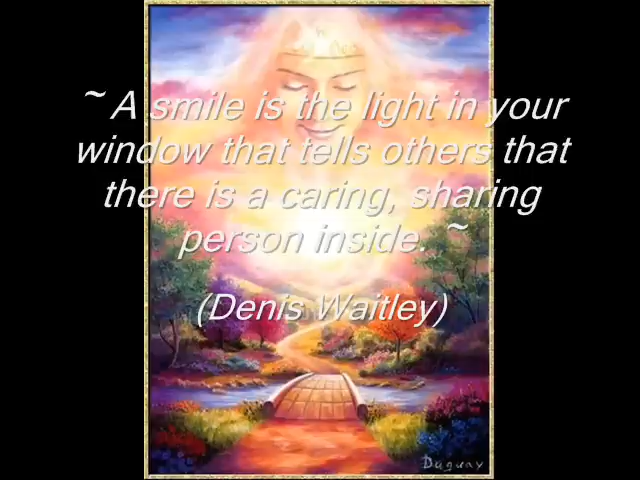 ~ A smile is the light in your
window that tells others that
there is a caring, sharing
person inside. ~
(Denis Waitley)
Duguay